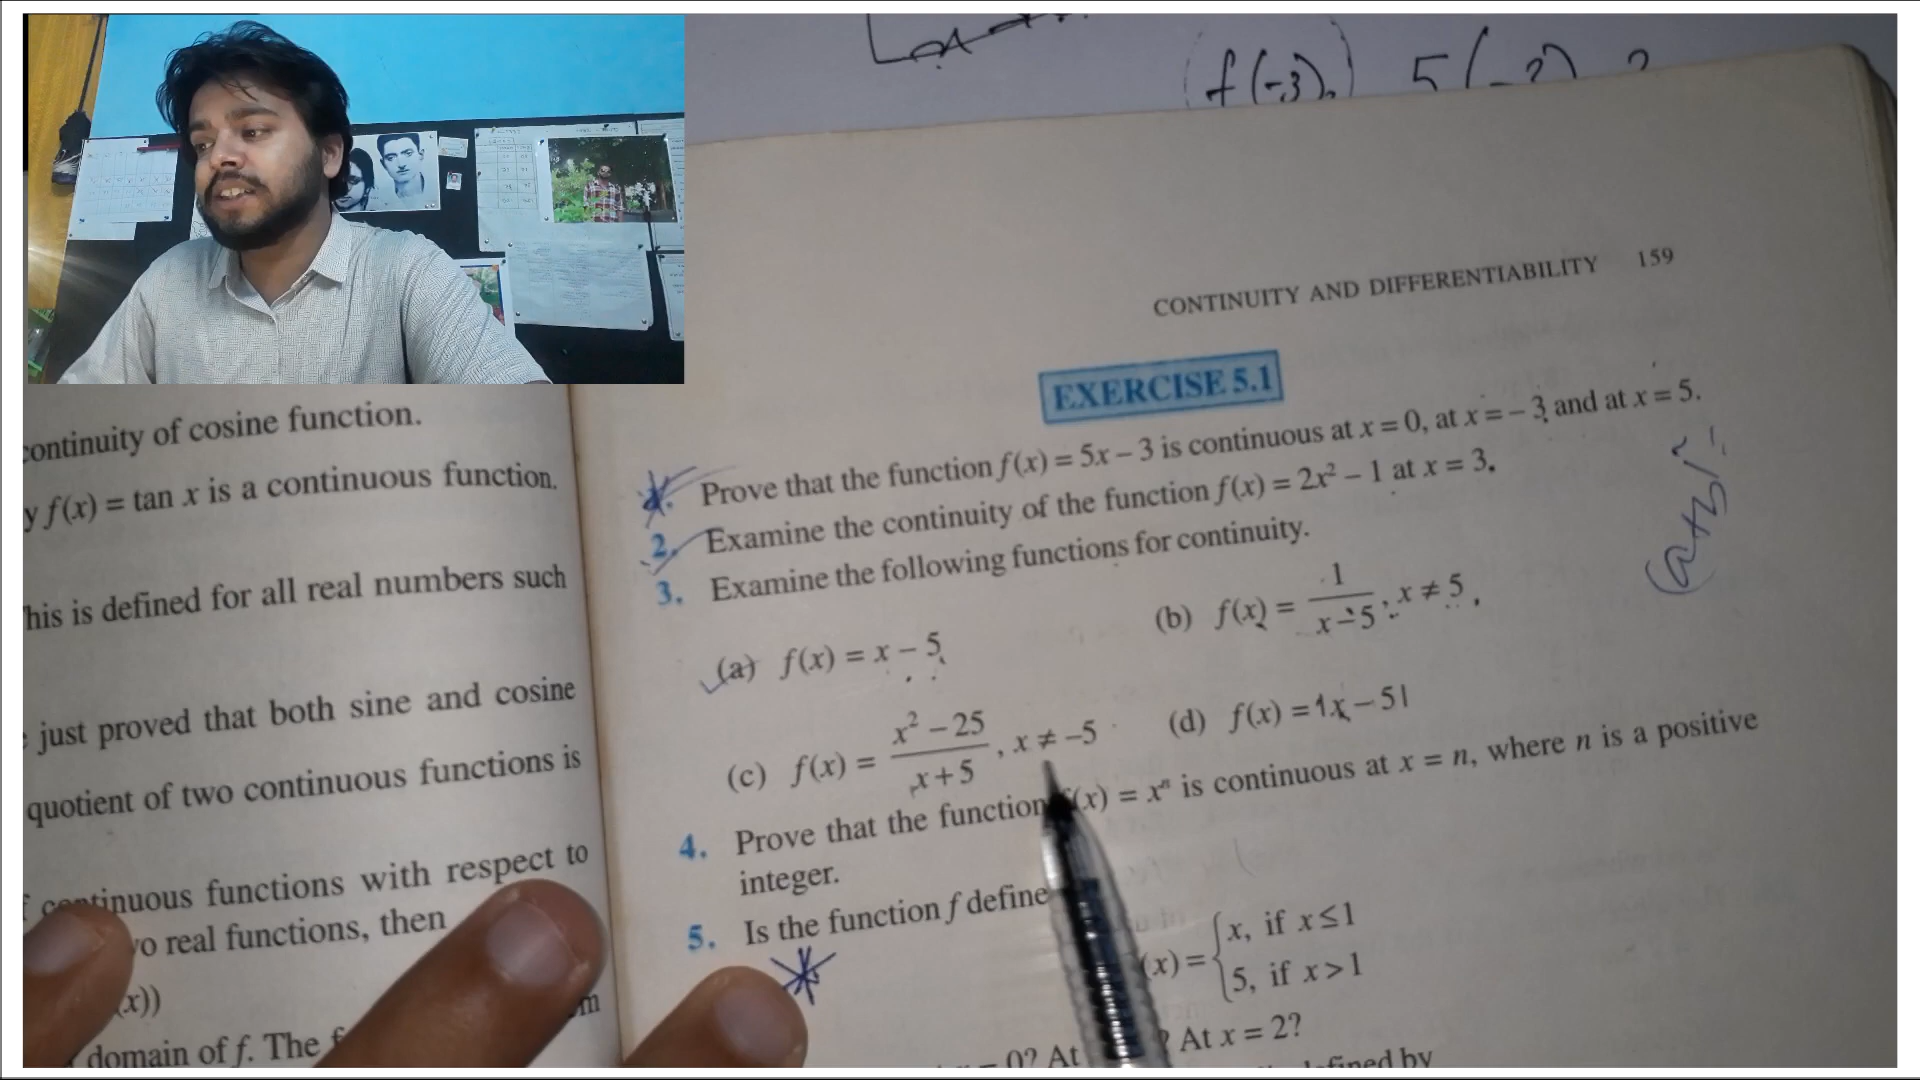 f(-3)
CONTINUITY AND DIFFERENTIABILITY 159
EXERCISE 5.1
continuity of cosine function.
y f(x) = tan x is a continuous function.
This is defined for all real numbers such
just proved that both sine and cosine
quotient of two continuous functions is
continuous functions with respect to
real functions, then
(x))
domain of f. The
1. Prove that the function f(x) = 5x – 3 is continuous at x = 0, at x = – 3 and at x = 5.
2. Examine the continuity of the function f(x) = 2x² – 1 at x = 3.
3. Examine the following functions for continuity.
(a) f(x) = x – 5 (b) f(x) = 1/(x – 5), x ≠ 5
(c) f(x) = (x² – 25)/(x + 5), x ≠ –5 (d) f(x) = |x – 5|
4. Prove that the function f(x) = xⁿ is continuous at x = n, where n is a positive
integer.
5. Is the function f define
(x) = { x, if x ≤ 1
5, if x > 1
0? At ? At x = 2?
by